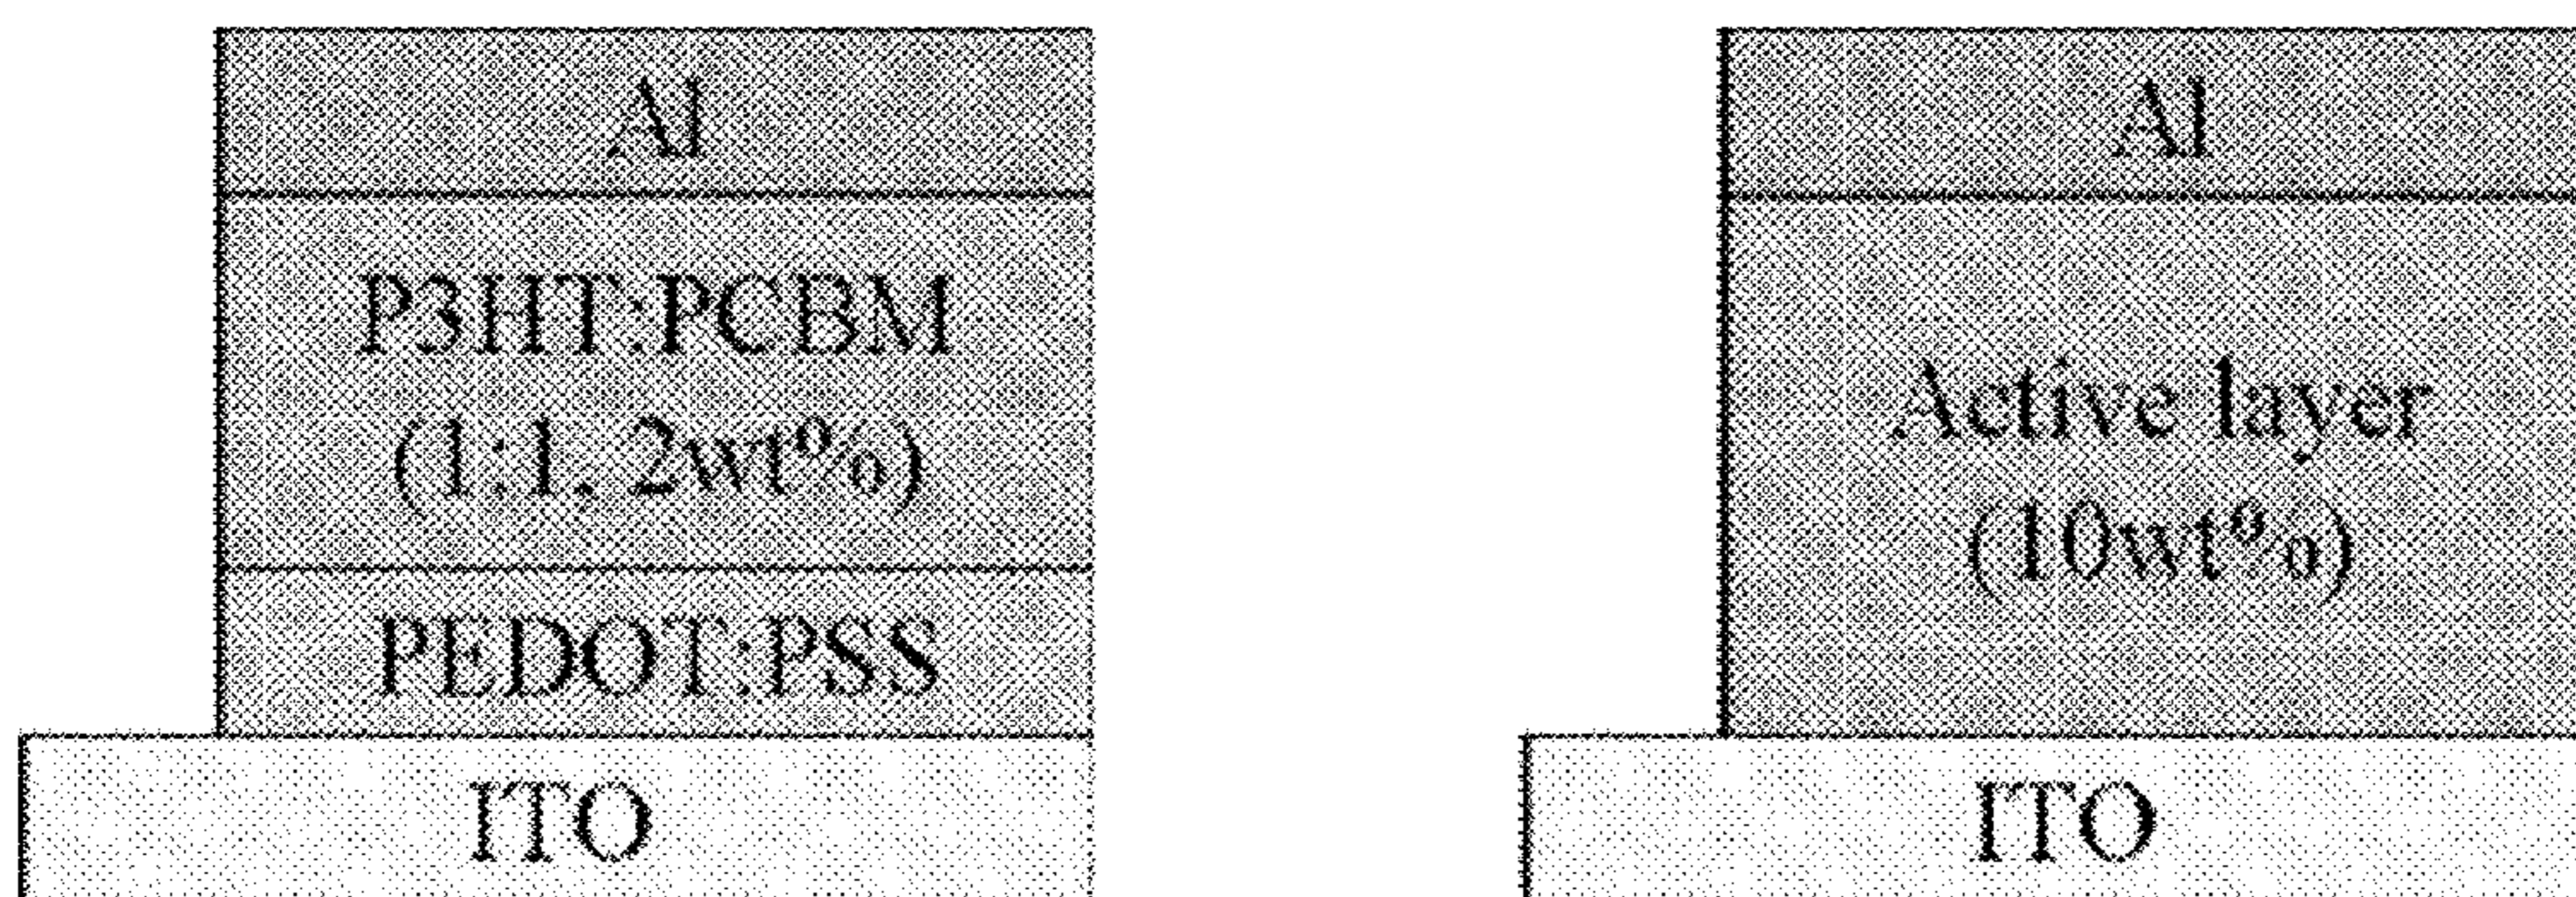 Al
P3HT:PCBM
(1:1, 2wt%)
PEDOT:PSS
ITO
Al
Active layer
(10wt%)
ITO